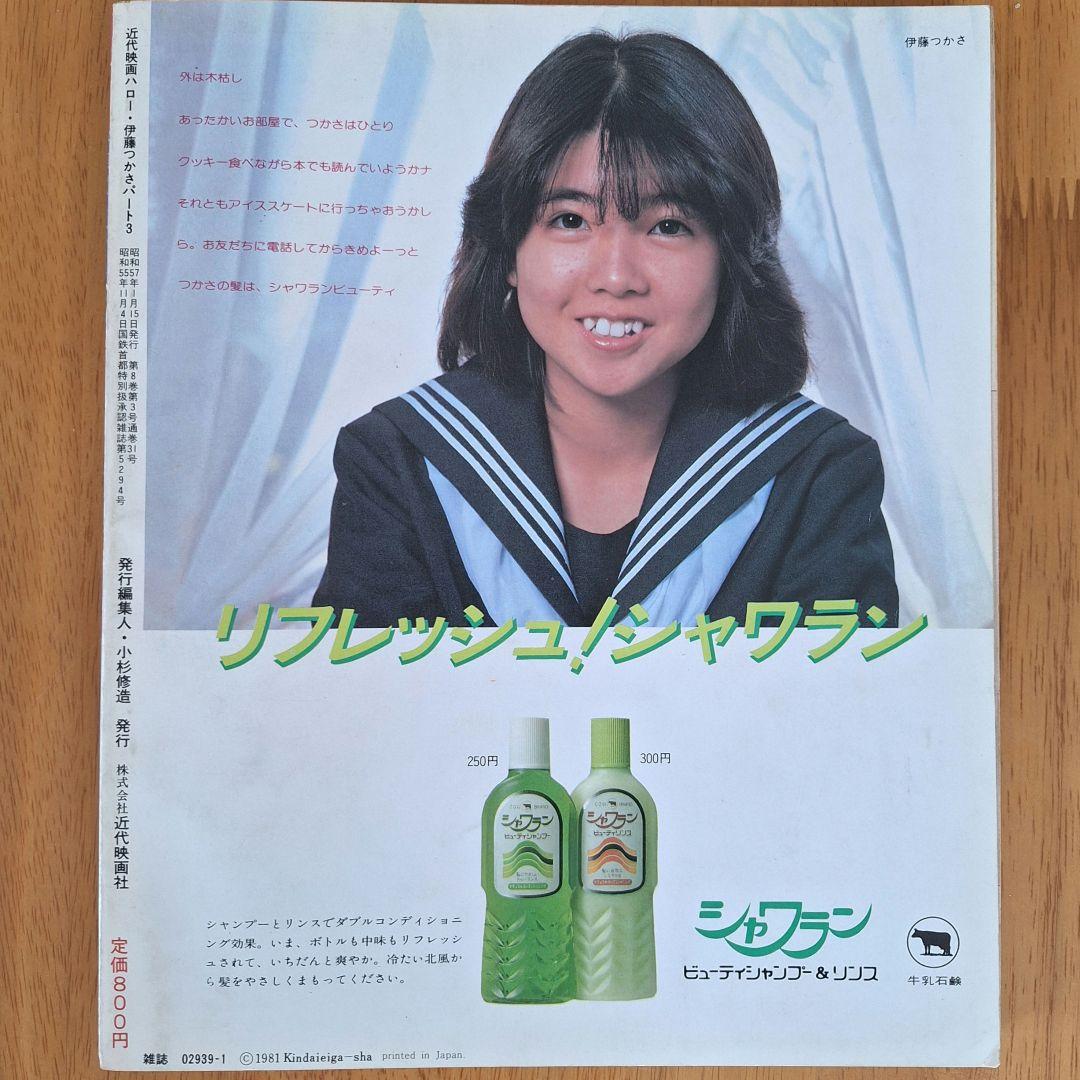 近代映画ハロー・伊藤つかさパート3
昭和57年1月15日発行　第8巻第3号通巻31号
昭和55年11月4日国鉄首都特別扱承認雑誌第5294号
発行編集人・小杉修造　発行　株式会社近代映画社
定価800円
伊藤つかさ
外は木枯し
あったかいお部屋で、つかさはひとり
クッキー食べながら本でも読んでいようかナ
それともアイススケートに行っちゃおうかし
ら。お友だちに電話してからきめよーっと
つかさの髪は、シャワランビューティ
リフレッシュ!シャワラン
250円
300円
COW BRAND
シャワラン
ビューティシャンプー
COW BRAND
シャワラン
ビューティリンス
シャンプーとリンスでダブルコンディショニ
ング効果。いま、ボトルも中味もリフレッシ
ュされて、いちだんと爽やか。冷たい北風か
ら髪をやさしくまもってください。
シャワラン
ビューティシャンプー&リンス
牛乳石鹸
雑誌 02939-1 ©1981 Kindaieiga-sha printed in Japan.